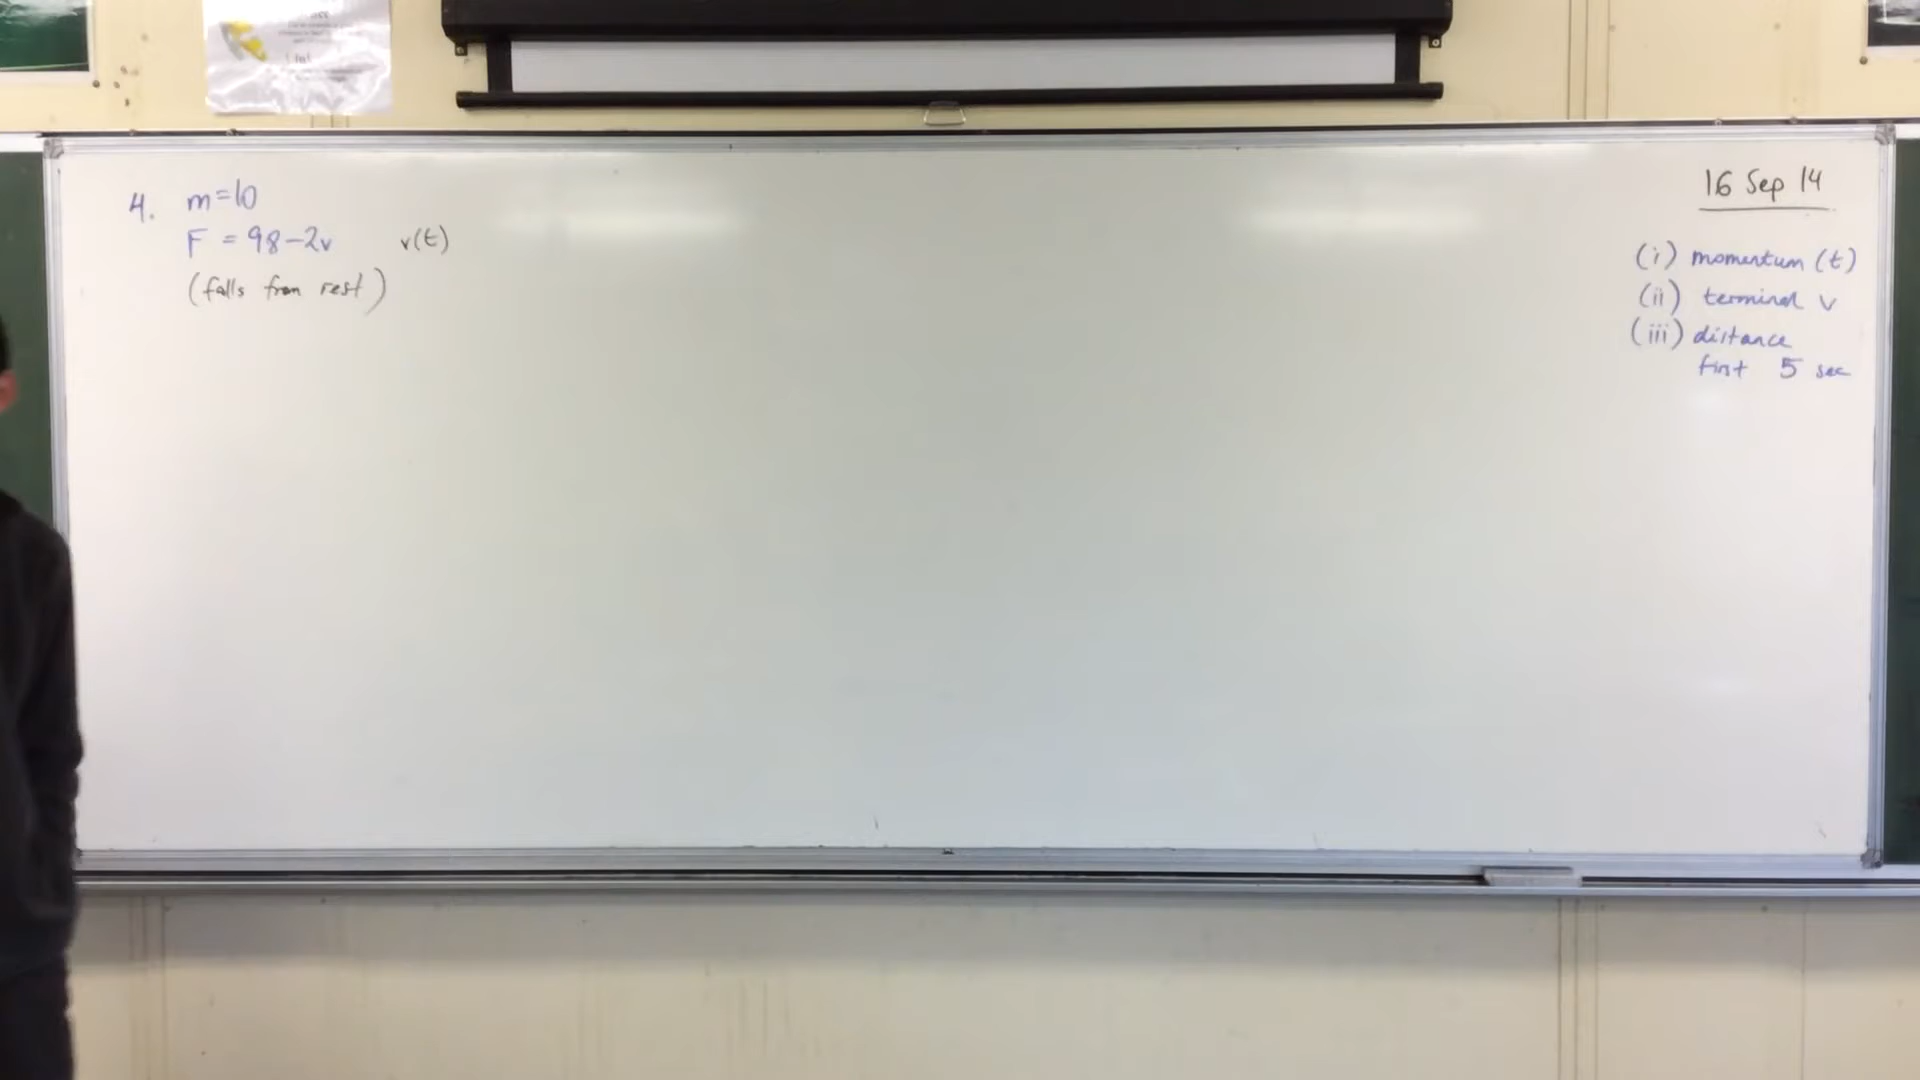 4. m=10
F = 98-2v v(t)
(falls from rest)
16 Sep 14
(i) momentum (t)
(ii) terminal v
(iii) distance
first 5 sec